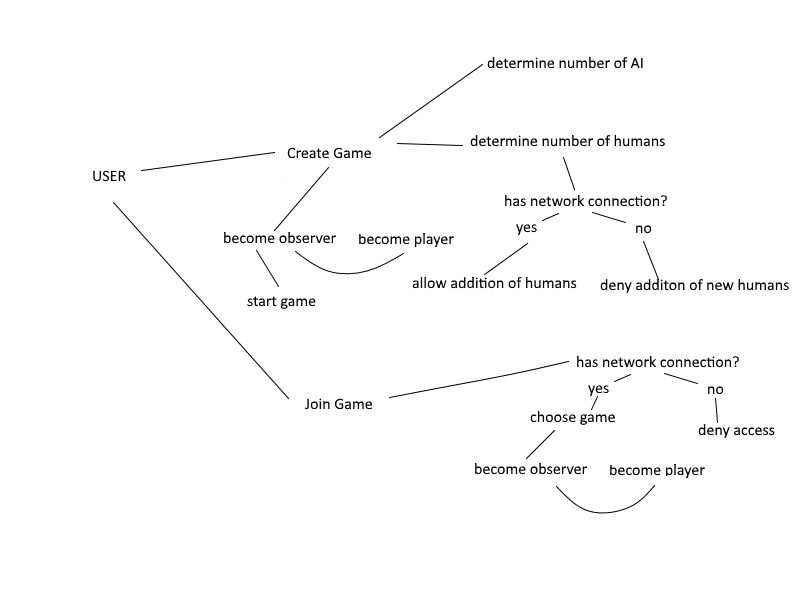 determine number of AI
determine number of humans
Create Game
USER
has network connection?
yes
no
become observer
become player
allow addition of humans
deny additon of new humans
start game
has network connection?
yes
no
Join Game
choose game
deny access
become observer
become player